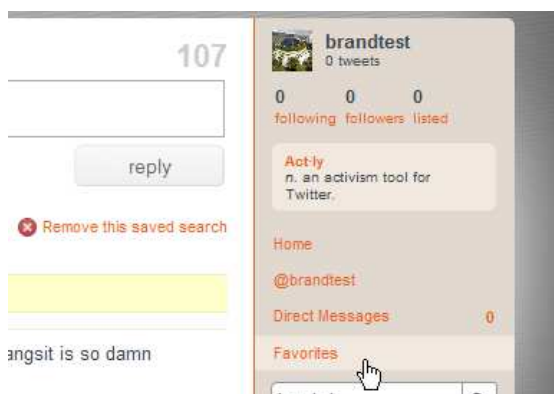 107
reply
Remove this saved search
angsit is so damn
brandtest
0 tweets
0 0 0
following followers listed
Act·ly
n. an activism tool for
Twitter.
Home
@brandtest
Direct Messages 0
Favorites